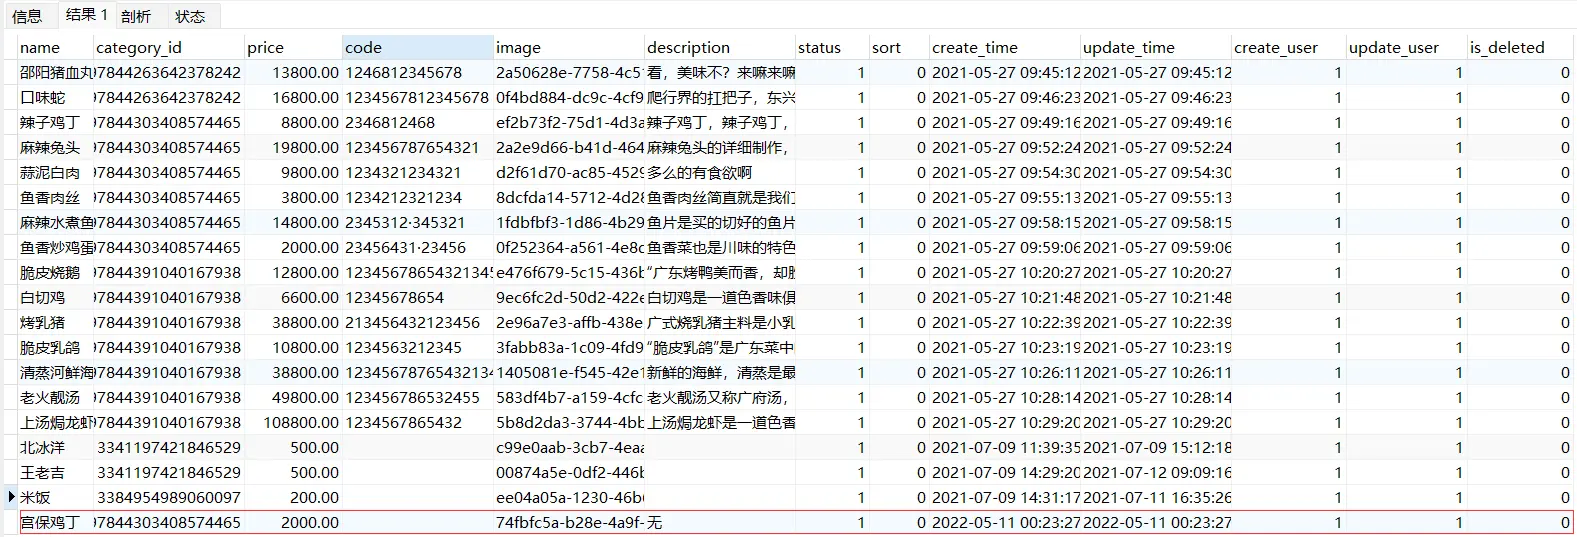 信息 结果 1 剖析 状态
name category_id price code image description status sort create_time update_time create_user update_user is_deleted
邵阳猪血丸 97844263642378242 13800.00 1246812345678 2a50628e-7758-4c5 看，美味不？来嘛来嘛 1 0 2021-05-27 09:45:12 2021-05-27 09:45:12 1 1 0
口味蛇 97844263642378242 16800.00 1234567812345678 0f4bd884-dc9c-4cf9 爬行界的扛把子，东兴 1 0 2021-05-27 09:46:23 2021-05-27 09:46:23 1 1 0
辣子鸡丁 97844303408574465 8800.00 2346812468 ef2b73f2-75d1-4d3a 辣子鸡丁，辣子鸡丁， 1 0 2021-05-27 09:49:16 2021-05-27 09:49:16 1 1 0
麻辣兔头 97844303408574465 19800.00 123456787654321 2a2e9d66-b41d-464 麻辣兔头的详细制作， 1 0 2021-05-27 09:52:24 2021-05-27 09:52:24 1 1 0
蒜泥白肉 97844303408574465 9800.00 1234321234321 d2f61d70-ac85-4529 多么的有食欲啊 1 0 2021-05-27 09:54:30 2021-05-27 09:54:30 1 1 0
鱼香肉丝 97844303408574465 3800.00 1234212321234 8dcfda14-5712-4d28 鱼香肉丝简直就是我们 1 0 2021-05-27 09:55:13 2021-05-27 09:55:13 1 1 0
麻辣水煮鱼 97844303408574465 14800.00 2345312·345321 1fdbfbf3-1d86-4b29 鱼片是买的切好的鱼片 1 0 2021-05-27 09:58:15 2021-05-27 09:58:15 1 1 0
鱼香炒鸡蛋 97844303408574465 2000.00 23456431·23456 0f252364-a561-4e8c 鱼香菜也是川味的特色 1 0 2021-05-27 09:59:06 2021-05-27 09:59:06 1 1 0
脆皮烧鹅 97844391040167938 12800.00 12345678654321345 e476f679-5c15-436b “广东烤鸭美而香，却胜 1 0 2021-05-27 10:20:27 2021-05-27 10:20:27 1 1 0
白切鸡 97844391040167938 6600.00 12345678654 9ec6fc2d-50d2-422e 白切鸡是一道色香味俱 1 0 2021-05-27 10:21:48 2021-05-27 10:21:48 1 1 0
烤乳猪 97844391040167938 38800.00 213456432123456 2e96a7e3-affb-438e 广式烧乳猪主料是小乳 1 0 2021-05-27 10:22:39 2021-05-27 10:22:39 1 1 0
脆皮乳鸽 97844391040167938 10800.00 1234563212345 3fabb83a-1c09-4fd9 “脆皮乳鸽”是广东菜中 1 0 2021-05-27 10:23:19 2021-05-27 10:23:19 1 1 0
清蒸河鲜海 97844391040167938 38800.00 12345678765432134 1405081e-f545-42e1 新鲜的海鲜，清蒸是最 1 0 2021-05-27 10:26:11 2021-05-27 10:26:11 1 1 0
老火靓汤 97844391040167938 49800.00 123456786532455 583df4b7-a159-4cfc 老火靓汤又称广府汤， 1 0 2021-05-27 10:28:14 2021-05-27 10:28:14 1 1 0
上汤焗龙虾 97844391040167938 108800.00 1234567865432 5b8d2da3-3744-4bb 上汤焗龙虾是一道色香 1 0 2021-05-27 10:29:20 2021-05-27 10:29:20 1 1 0
北冰洋 3341197421846529 500.00 c99e0aab-3cb7-4eaa 1 0 2021-07-09 11:39:35 2021-07-09 15:12:18 1 1 0
王老吉 3341197421846529 500.00 00874a5e-0df2-446b 1 0 2021-07-09 14:29:20 2021-07-12 09:09:16 1 1 0
米饭 3384954989060097 200.00 ee04a05a-1230-46b 1 0 2021-07-09 14:31:17 2021-07-11 16:35:26 1 1 0
宫保鸡丁 97844303408574465 2000.00 74fbfc5a-b28e-4a9f- 无 1 0 2022-05-11 00:23:27 2022-05-11 00:23:27 1 1 0